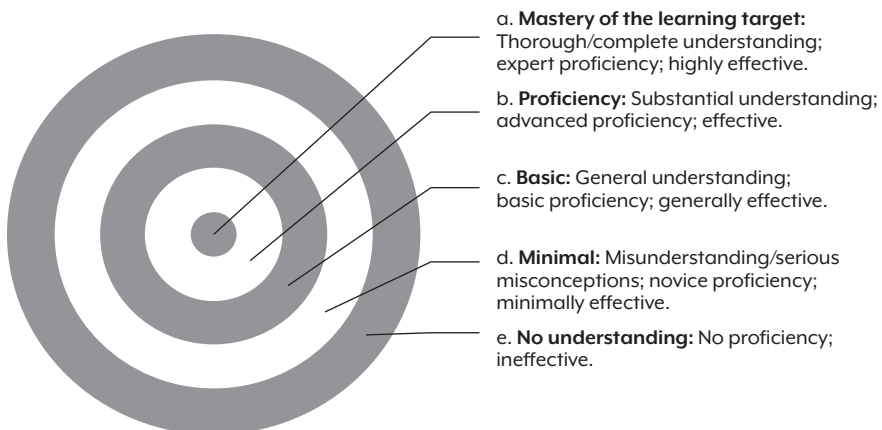 a. Mastery of the learning target:
Thorough/complete understanding;
expert proficiency; highly effective.
b. Proficiency: Substantial understanding;
advanced proficiency; effective.
c. Basic: General understanding;
basic proficiency; generally effective.
d. Minimal: Misunderstanding/serious
misconceptions; novice proficiency;
minimally effective.
e. No understanding: No proficiency;
ineffective.